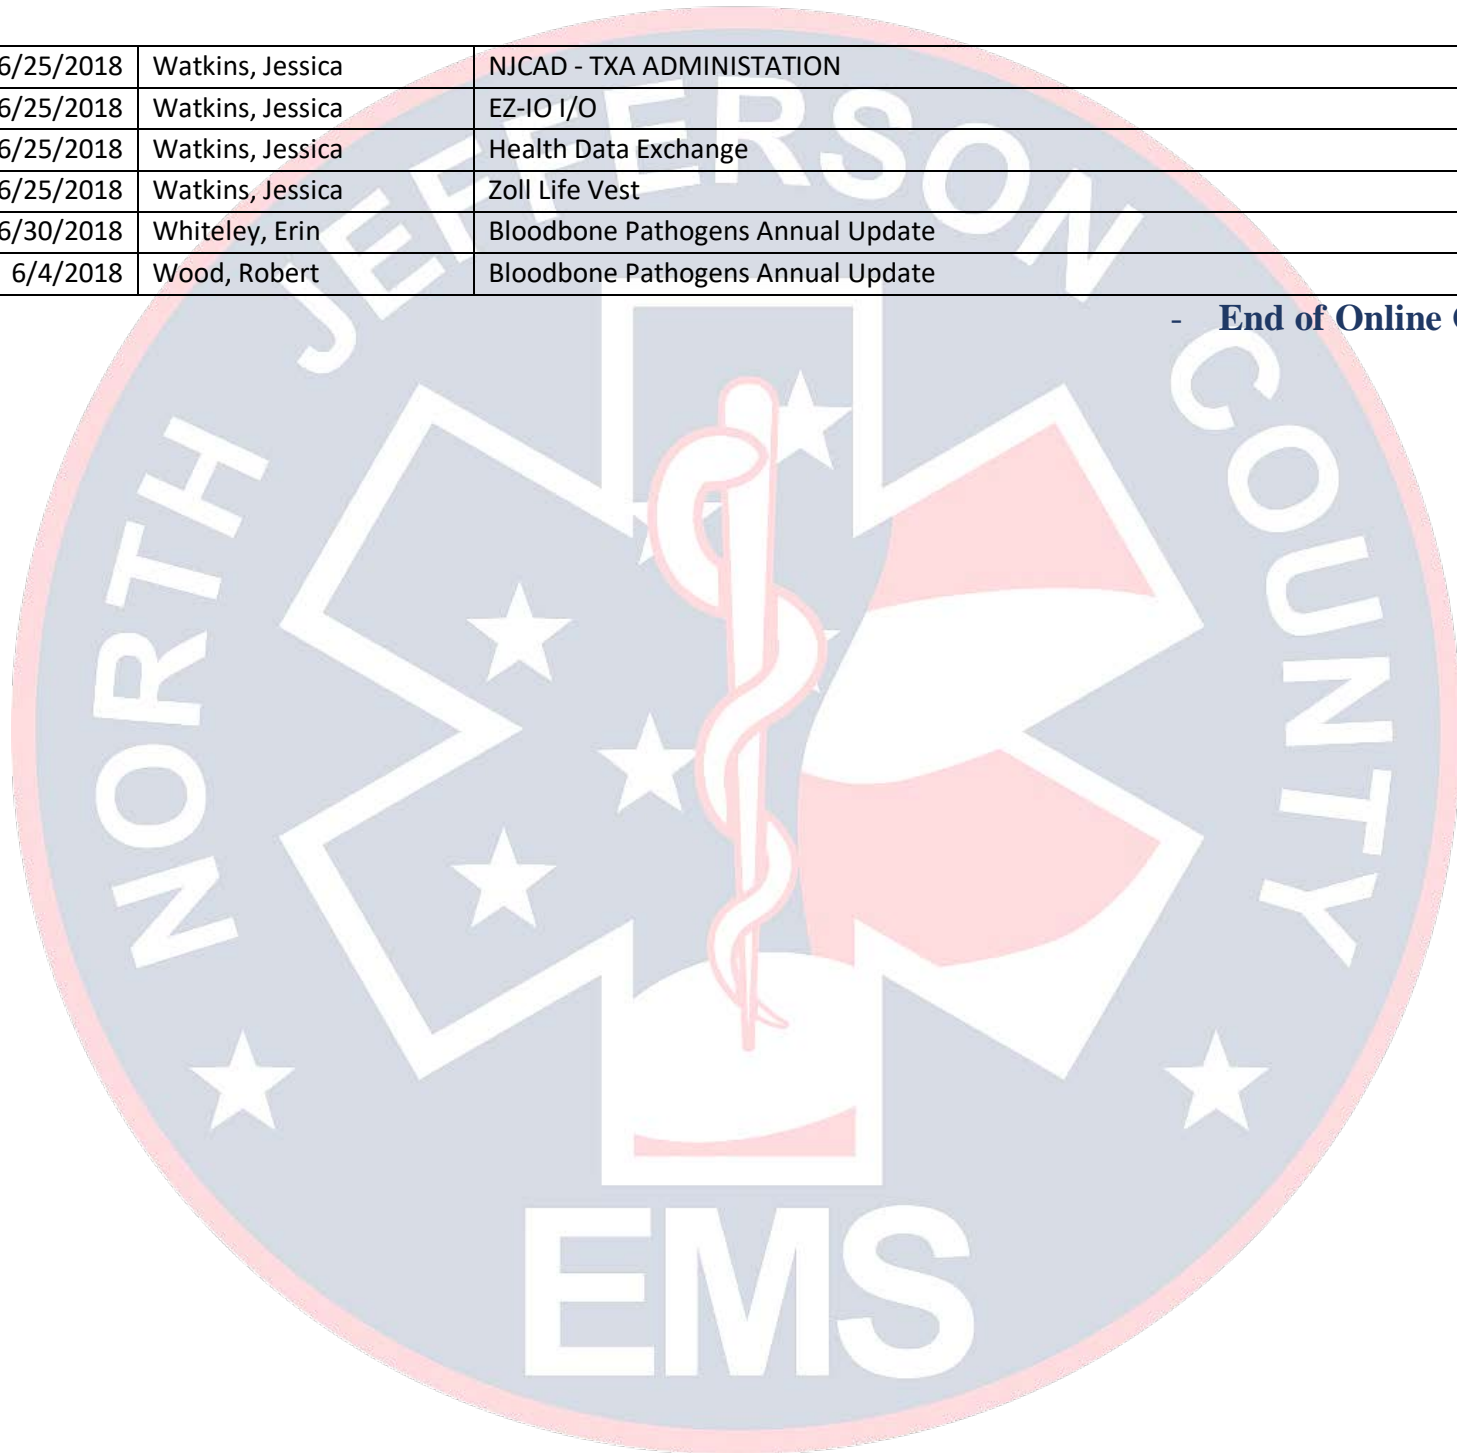 6/25/2018 Watkins, Jessica NJCAD - TXA ADMINISTATION
6/25/2018 Watkins, Jessica EZ-IO I/O
6/25/2018 Watkins, Jessica Health Data Exchange
6/25/2018 Watkins, Jessica Zoll Life Vest
6/30/2018 Whiteley, Erin Bloodbone Pathogens Annual Update
6/4/2018 Wood, Robert Bloodbone Pathogens Annual Update
- End of Online
NORTH JEFFERSON COUNTY
EMS